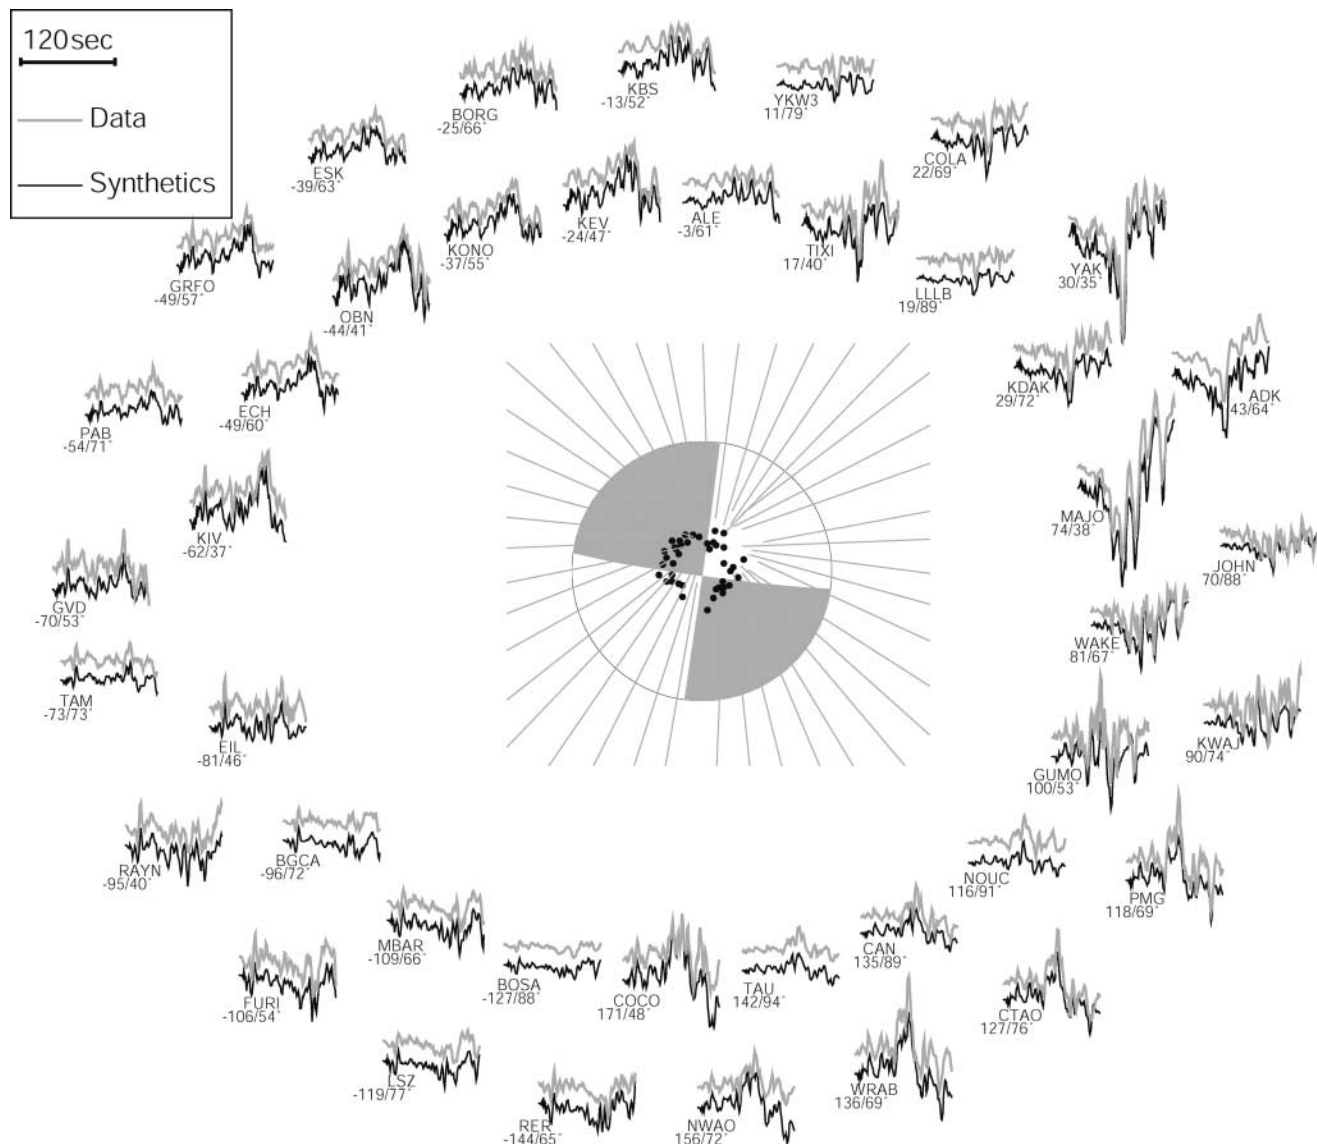 120sec
Data
Synthetics
KBS
-13/52°
YKW3
11/79°
BORG
-25/66°
COLA
22/69°
ESK
-39/63°
ALE
-3/61°
KEV
-24/47°
KONO
-37/55°
TIXI
17/40°
YAK
30/35°
LLLB
19/89°
GRFO
-49/57°
OBN
-44/41°
KDAK
29/72°
ADK
43/64°
ECH
-49/60°
PAB
-54/71°
MAJO
74/38°
KIV
-62/37°
JOHN
70/88°
GVD
-70/53°
WAKE
81/67°
TAM
-73/73°
EIL
-81/46°
KWAJ
90/74°
GUMO
100/53°
RAYN
-95/40°
BGCA
-96/72°
NOUC
116/91°
PMG
118/69°
MBAR
-109/66°
CAN
135/89°
BOSA
-127/88°
COCO
171/48°
TAU
142/94°
FURI
-106/54°
CTAO
127/76°
LSZ
-119/77°
WRAB
136/69°
RER
-144/65°
NWAO
156/72°